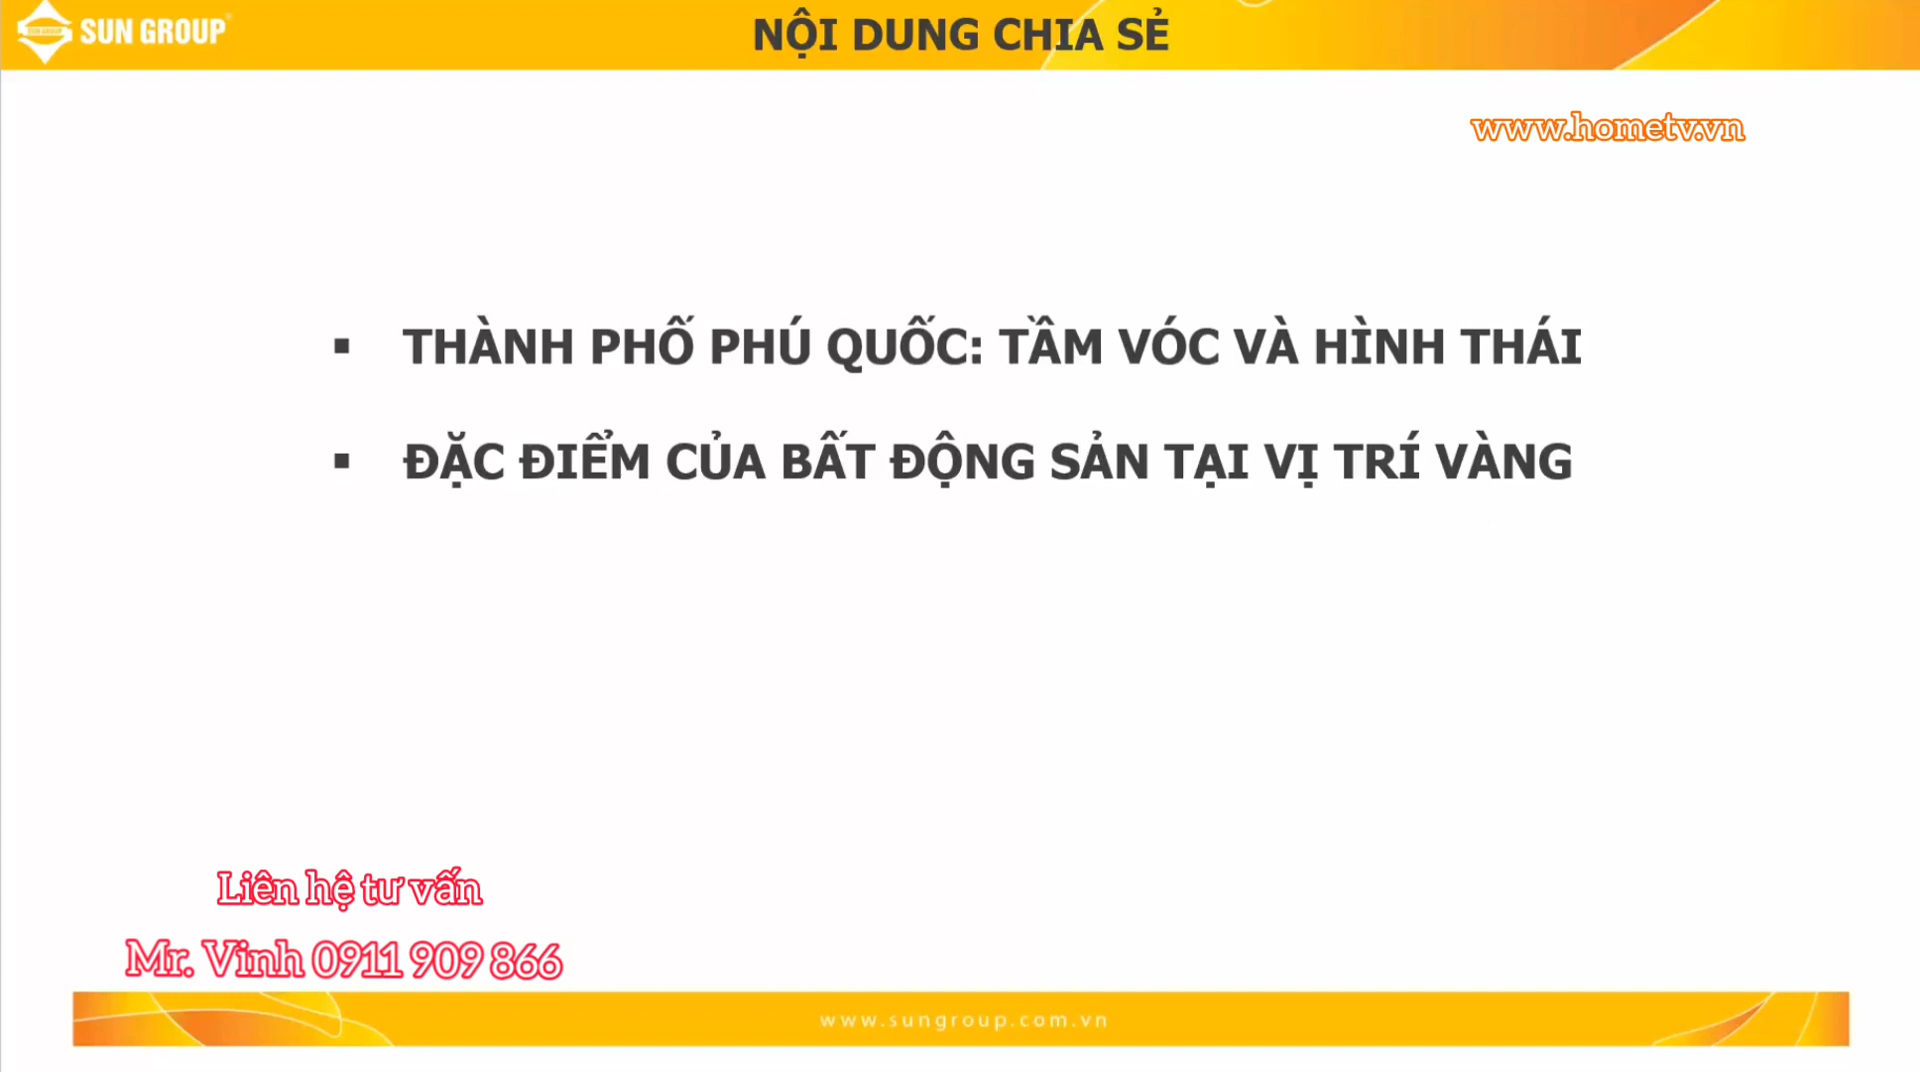 SUN GROUP
NỘI DUNG CHIA SẺ
www.hometv.vn
▪ THÀNH PHỐ PHÚ QUỐC: TẦM VÓC VÀ HÌNH THÁI
▪ ĐẶC ĐIỂM CỦA BẤT ĐỘNG SẢN TẠI VỊ TRÍ VÀNG
Liên hệ tư vấn
Mr. Vinh 0911 909 866
www.sungroup.com.vn